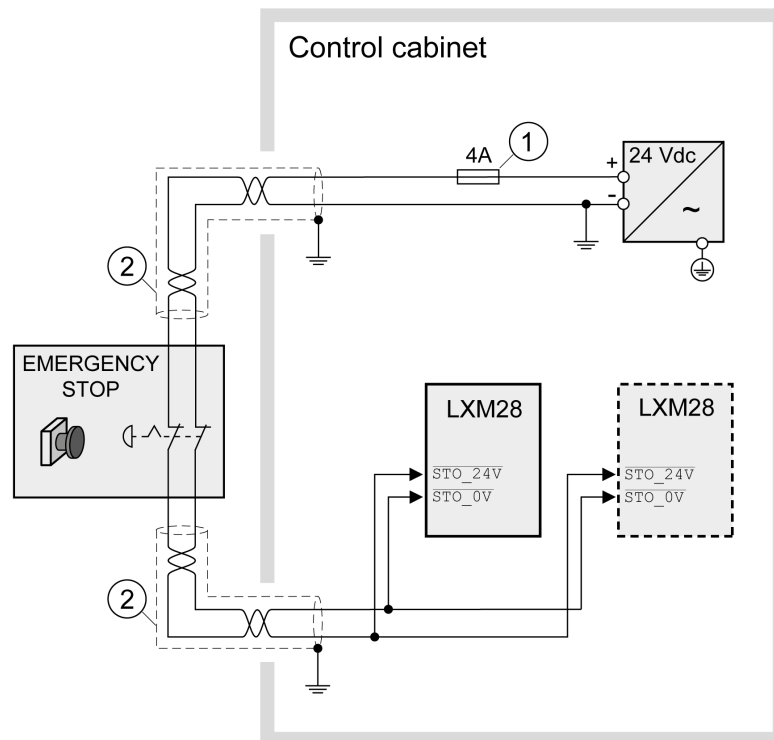 Control cabinet
1
4A
+
24 Vdc
-
~
2
EMERGENCY
STOP
LXM28
STO_24V
STO_0V
LXM28
STO_24V
STO_0V
2